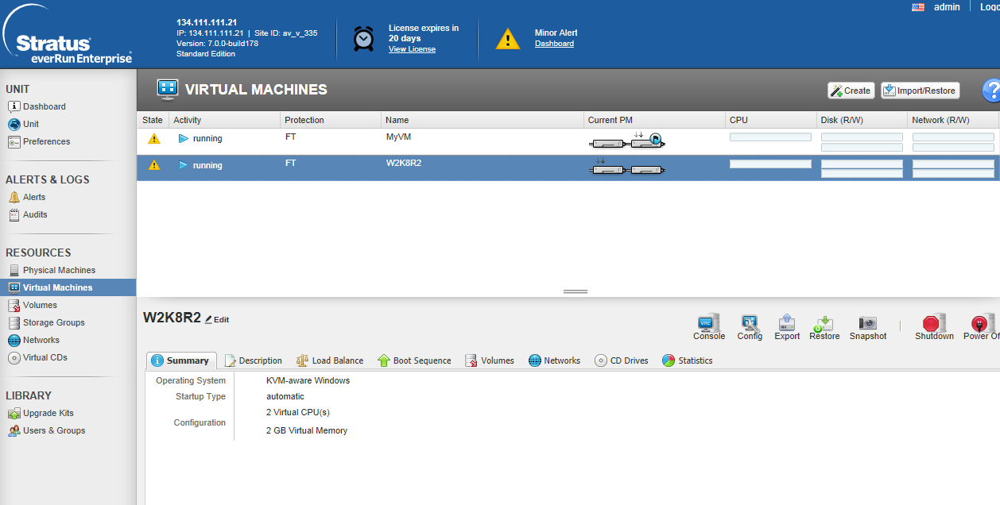 admin
Stratus
everRun Enterprise
134.111.111.21
IP: 134.111.111.21 | Site ID: av_v_335
Version: 7.0.0-build178
Standard Edition
License expires in
20 days
View License
Minor Alert
Dashboard
UNIT
Dashboard
Unit
Preferences
ALERTS & LOGS
Alerts
Audits
RESOURCES
Physical Machines
Virtual Machines
Volumes
Storage Groups
Networks
Virtual CDs
LIBRARY
Upgrade Kits
Users & Groups
VIRTUAL MACHINES
Create Import/Restore ?
State Activity Protection Name Current PM CPU Disk (R/W) Network (R/W)
running FT MyVM
running FT W2K8R2
W2K8R2 Edit
vnc
Console Config Export Restore Snapshot Shutdown Power
Summary Description Load Balance Boot Sequence Volumes Networks CD Drives Statistics
Operating System KVM-aware Windows
Startup Type automatic
Configuration 2 Virtual CPU(s)
2 GB Virtual Memory